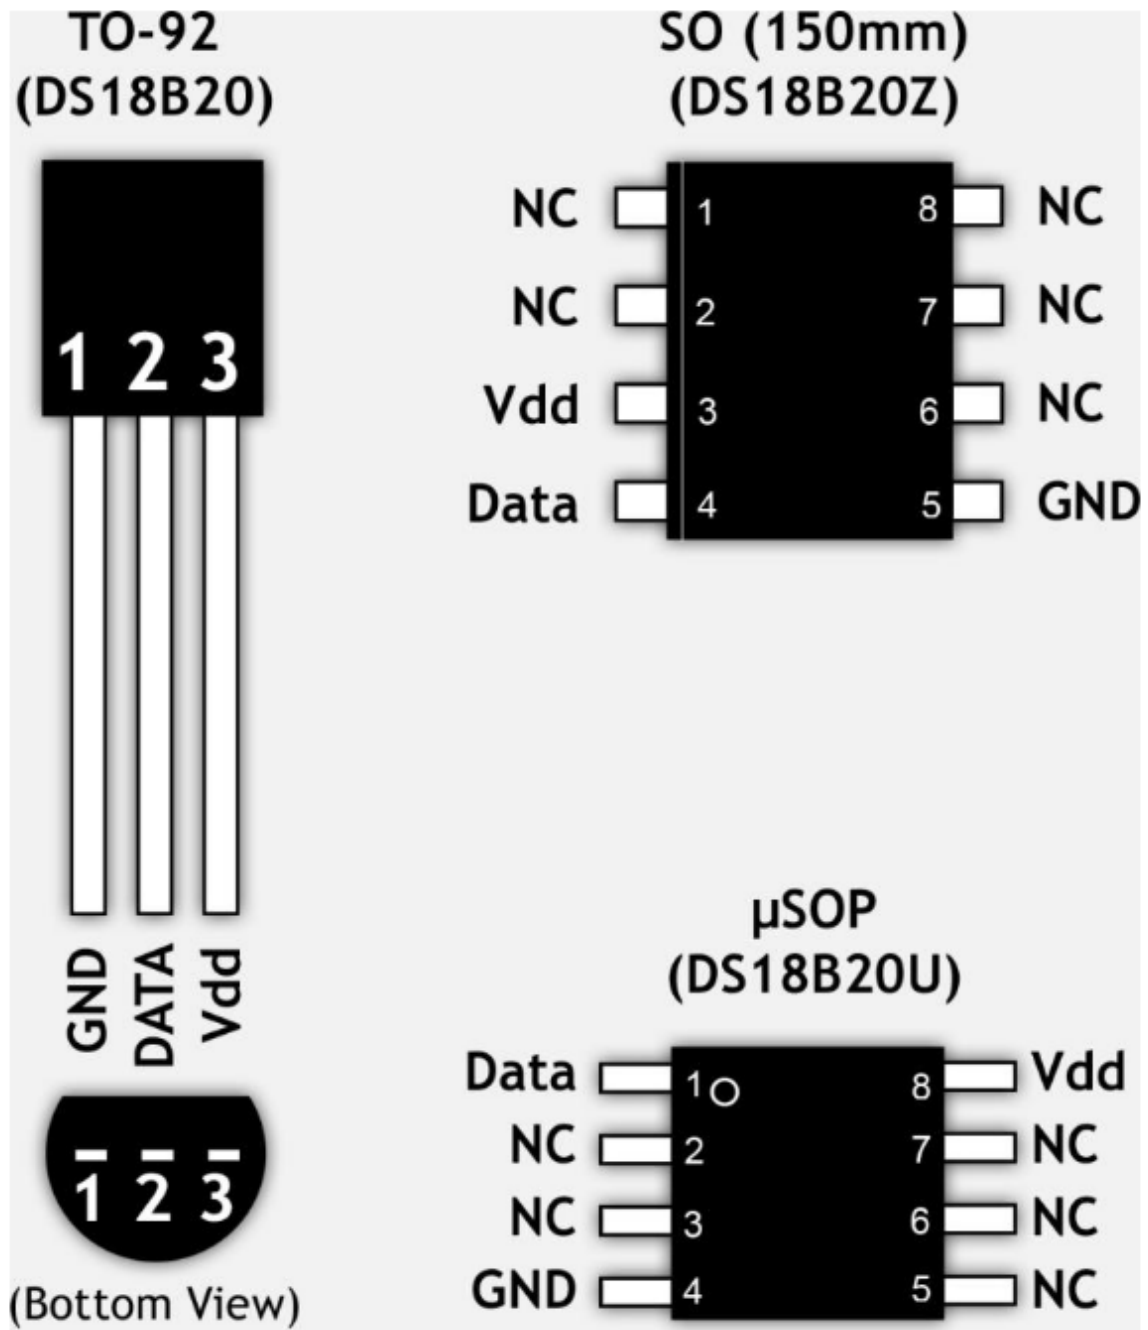 TO-92
(DS18B20)
1 2 3
GND
DATA
Vdd
1 2 3
(Bottom View)
SO (150mm)
(DS18B20Z)
NC 1 8 NC
NC 2 7 NC
Vdd 3 6 NC
Data 4 5 GND
µSOP
(DS18B20U)
Data 1 8 Vdd
NC 2 7 NC
NC 3 6 NC
GND 4 5 NC